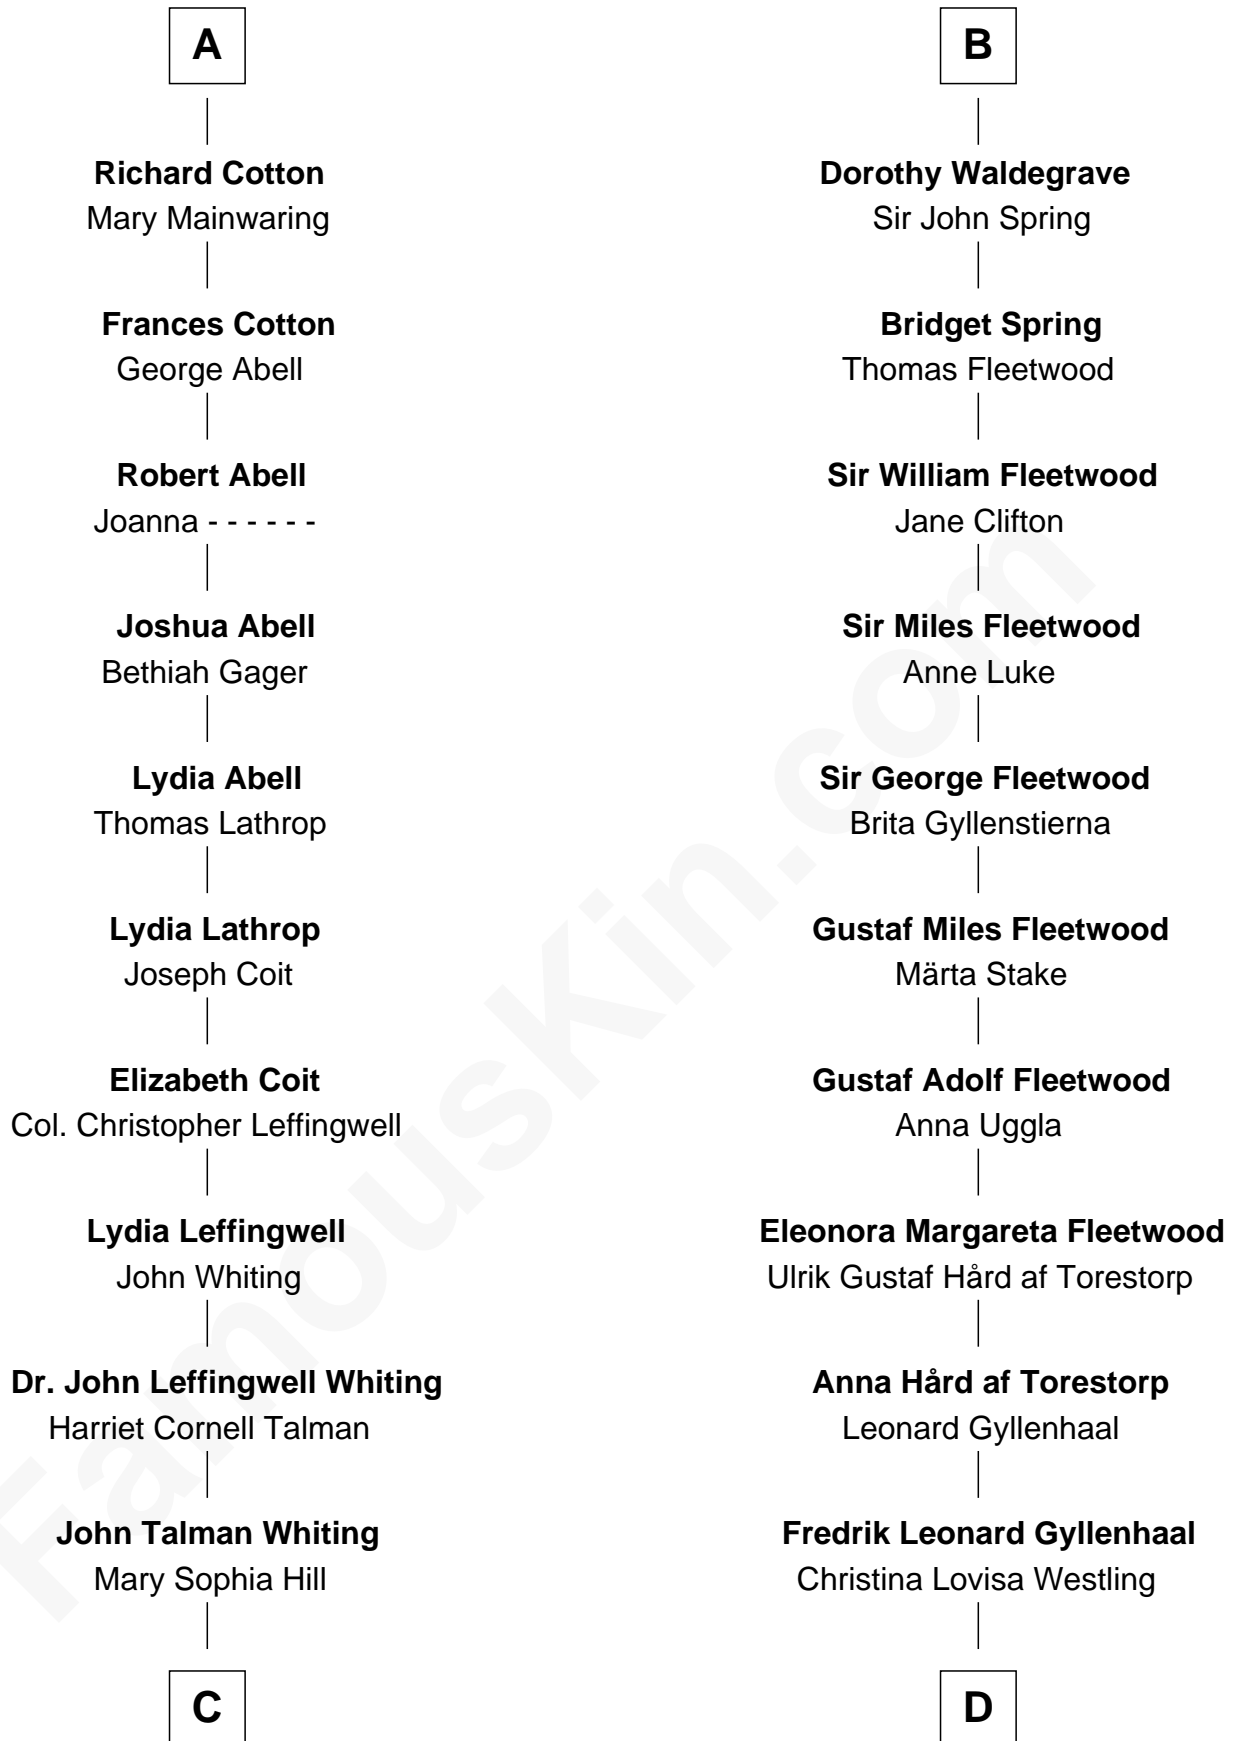 A
Richard Cotton
Mary Mainwaring
Frances Cotton
George Abell
Robert Abell
Joanna - - - - - -
Joshua Abell
Bethiah Gager
Lydia Abell
Thomas Lathrop
Lydia Lathrop
Joseph Coit
Elizabeth Coit
Col. Christopher Leffingwell
Lydia Leffingwell
John Whiting
Dr. John Leffingwell Whiting
Harriet Cornell Talman
John Talman Whiting
Mary Sophia Hill
C
B
Dorothy Waldegrave
Sir John Spring
Bridget Spring
Thomas Fleetwood
Sir William Fleetwood
Jane Clifton
Sir Miles Fleetwood
Anne Luke
Sir George Fleetwood
Brita Gyllenstierna
Gustaf Miles Fleetwood
Märta Stake
Gustaf Adolf Fleetwood
Anna Uggla
Eleonora Margareta Fleetwood
Ulrik Gustaf Hård af Torestorp
Anna Hård af Torestorp
Leonard Gyllenhaal
Fredrik Leonard Gyllenhaal
Christina Lovisa Westling
D
FamousKin.com